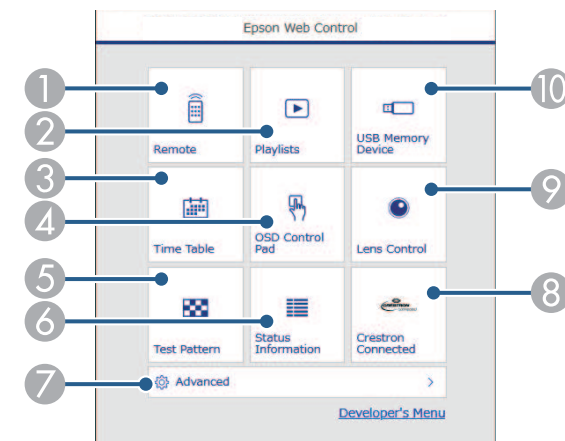 Epson Web Control
1
10
2
Remote
Playlists
USB Memory
Device
3
9
4
Time Table
OSD Control
Pad
Lens Control
5
8
CRESTRON
6
Test Pattern
Status
Information
Crestron
Connected
7
Advanced
Developer's Menu